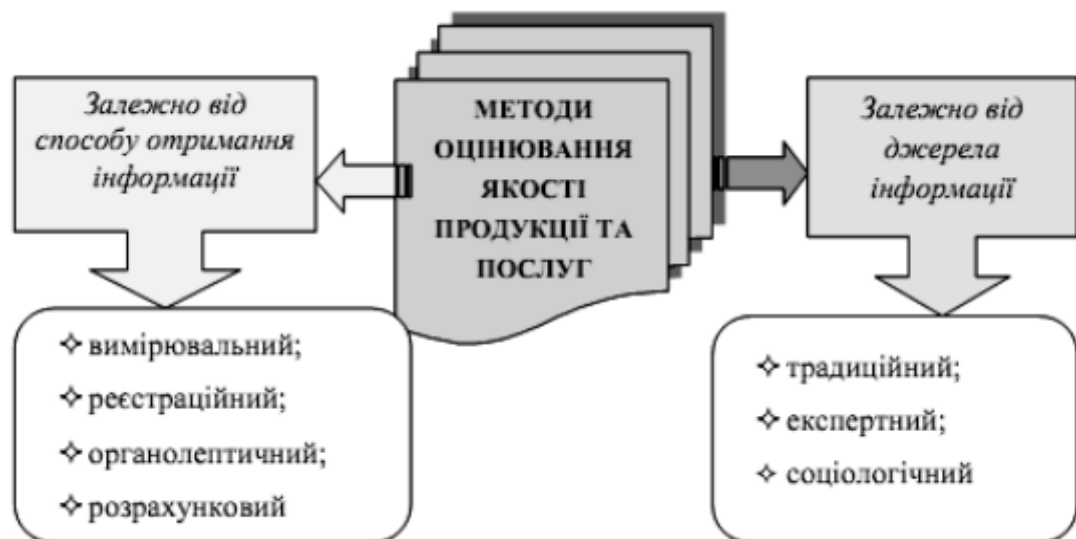 Залежно від
способу отримання
інформації
МЕТОДИ
ОЦІНЮВАННЯ
ЯКОСТІ
ПРОДУКЦІЇ ТА
ПОСЛУГ
Залежно від
джерела
інформації
вимірювальний;
реєстраційний;
органолептичний;
розрахунковий
традиційний;
експертний;
соціологічний